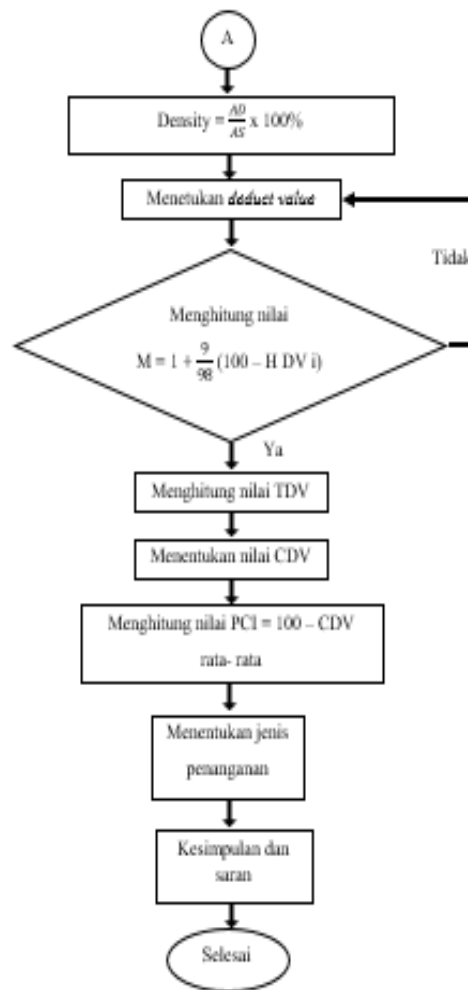 A
Density = AD/AS x 100%
Menetukan deduct value
Tidak
Menghitung nilai
M = 1 + 9/98 (100 – H DV i)
Ya
Menghitung nilai TDV
Menentukan nilai CDV
Menghitung nilai PCI = 100 – CDV
rata- rata
Menentukan jenis
penanganan
Kesimpulan dan
saran
Selesai